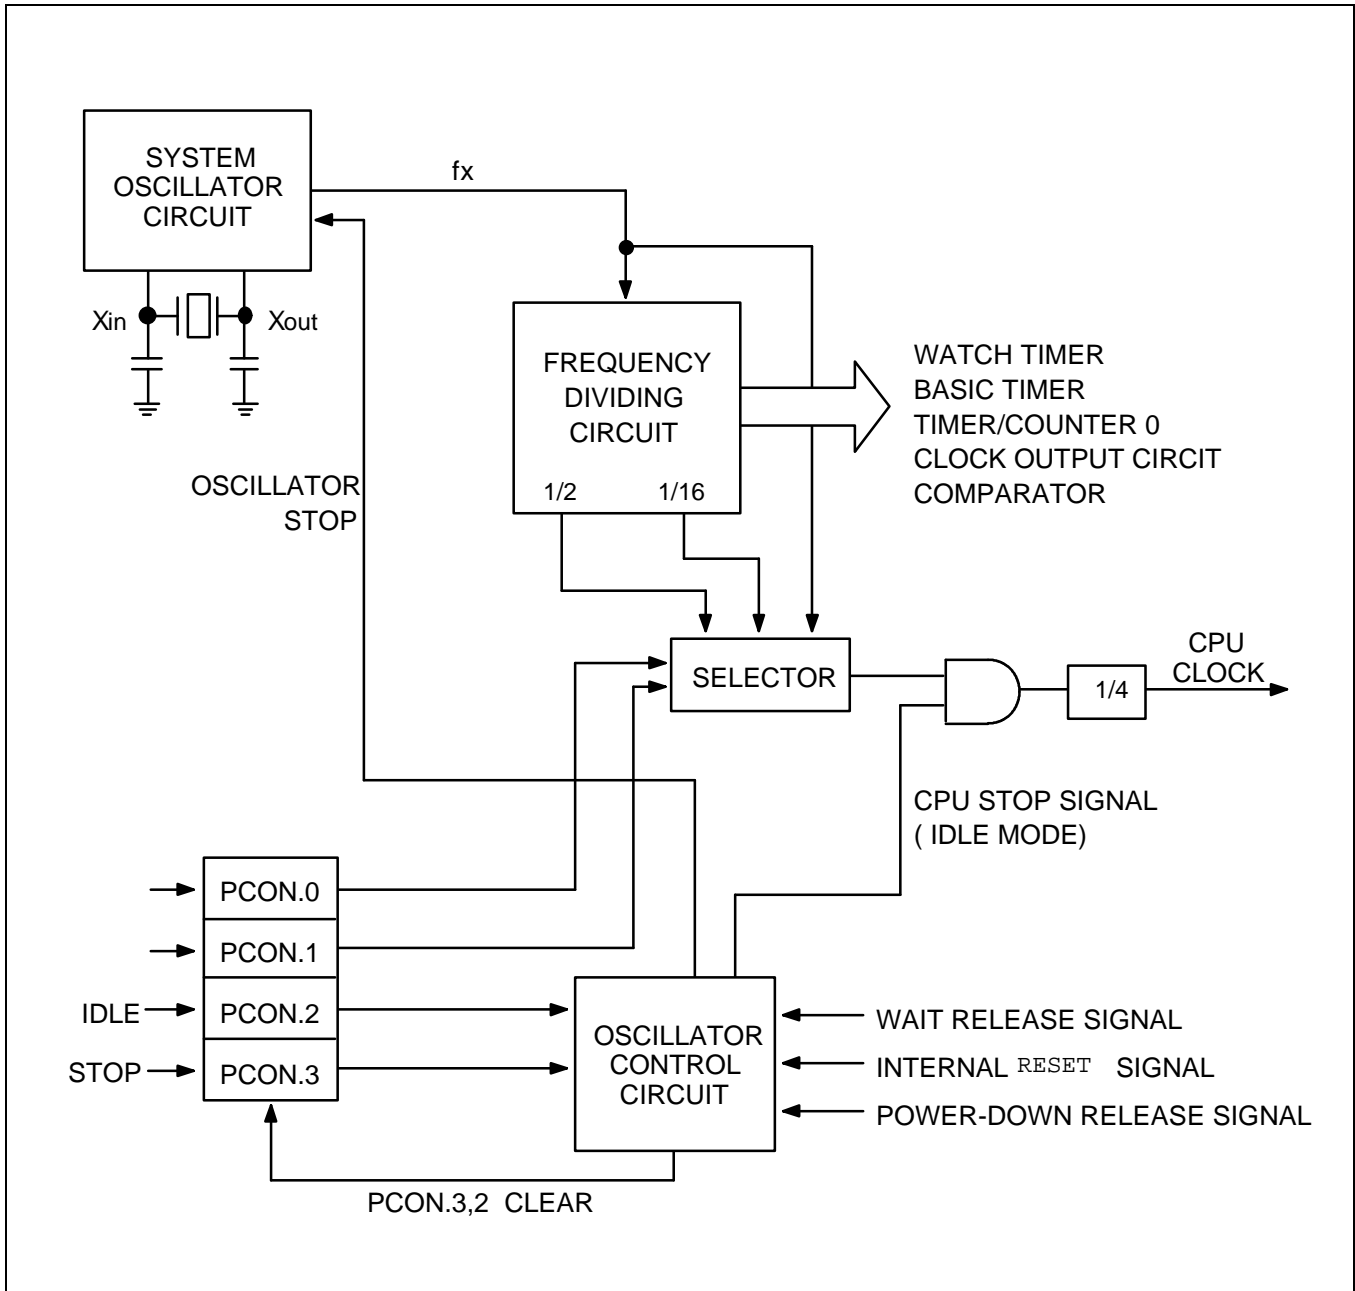 SYSTEM
OSCILLATOR
CIRCUIT
fx
Xin
Xout
FREQUENCY
DIVIDING
CIRCUIT
1/2
1/16
WATCH TIMER
BASIC TIMER
TIMER/COUNTER 0
CLOCK OUTPUT CIRCIT
COMPARATOR
OSCILLATOR
STOP
SELECTOR
1/4
CPU
CLOCK
CPU STOP SIGNAL
( IDLE MODE)
PCON.0
PCON.1
IDLE
PCON.2
STOP
PCON.3
OSCILLATOR
CONTROL
CIRCUIT
WAIT RELEASE SIGNAL
INTERNAL RESET SIGNAL
POWER-DOWN RELEASE SIGNAL
PCON.3,2 CLEAR